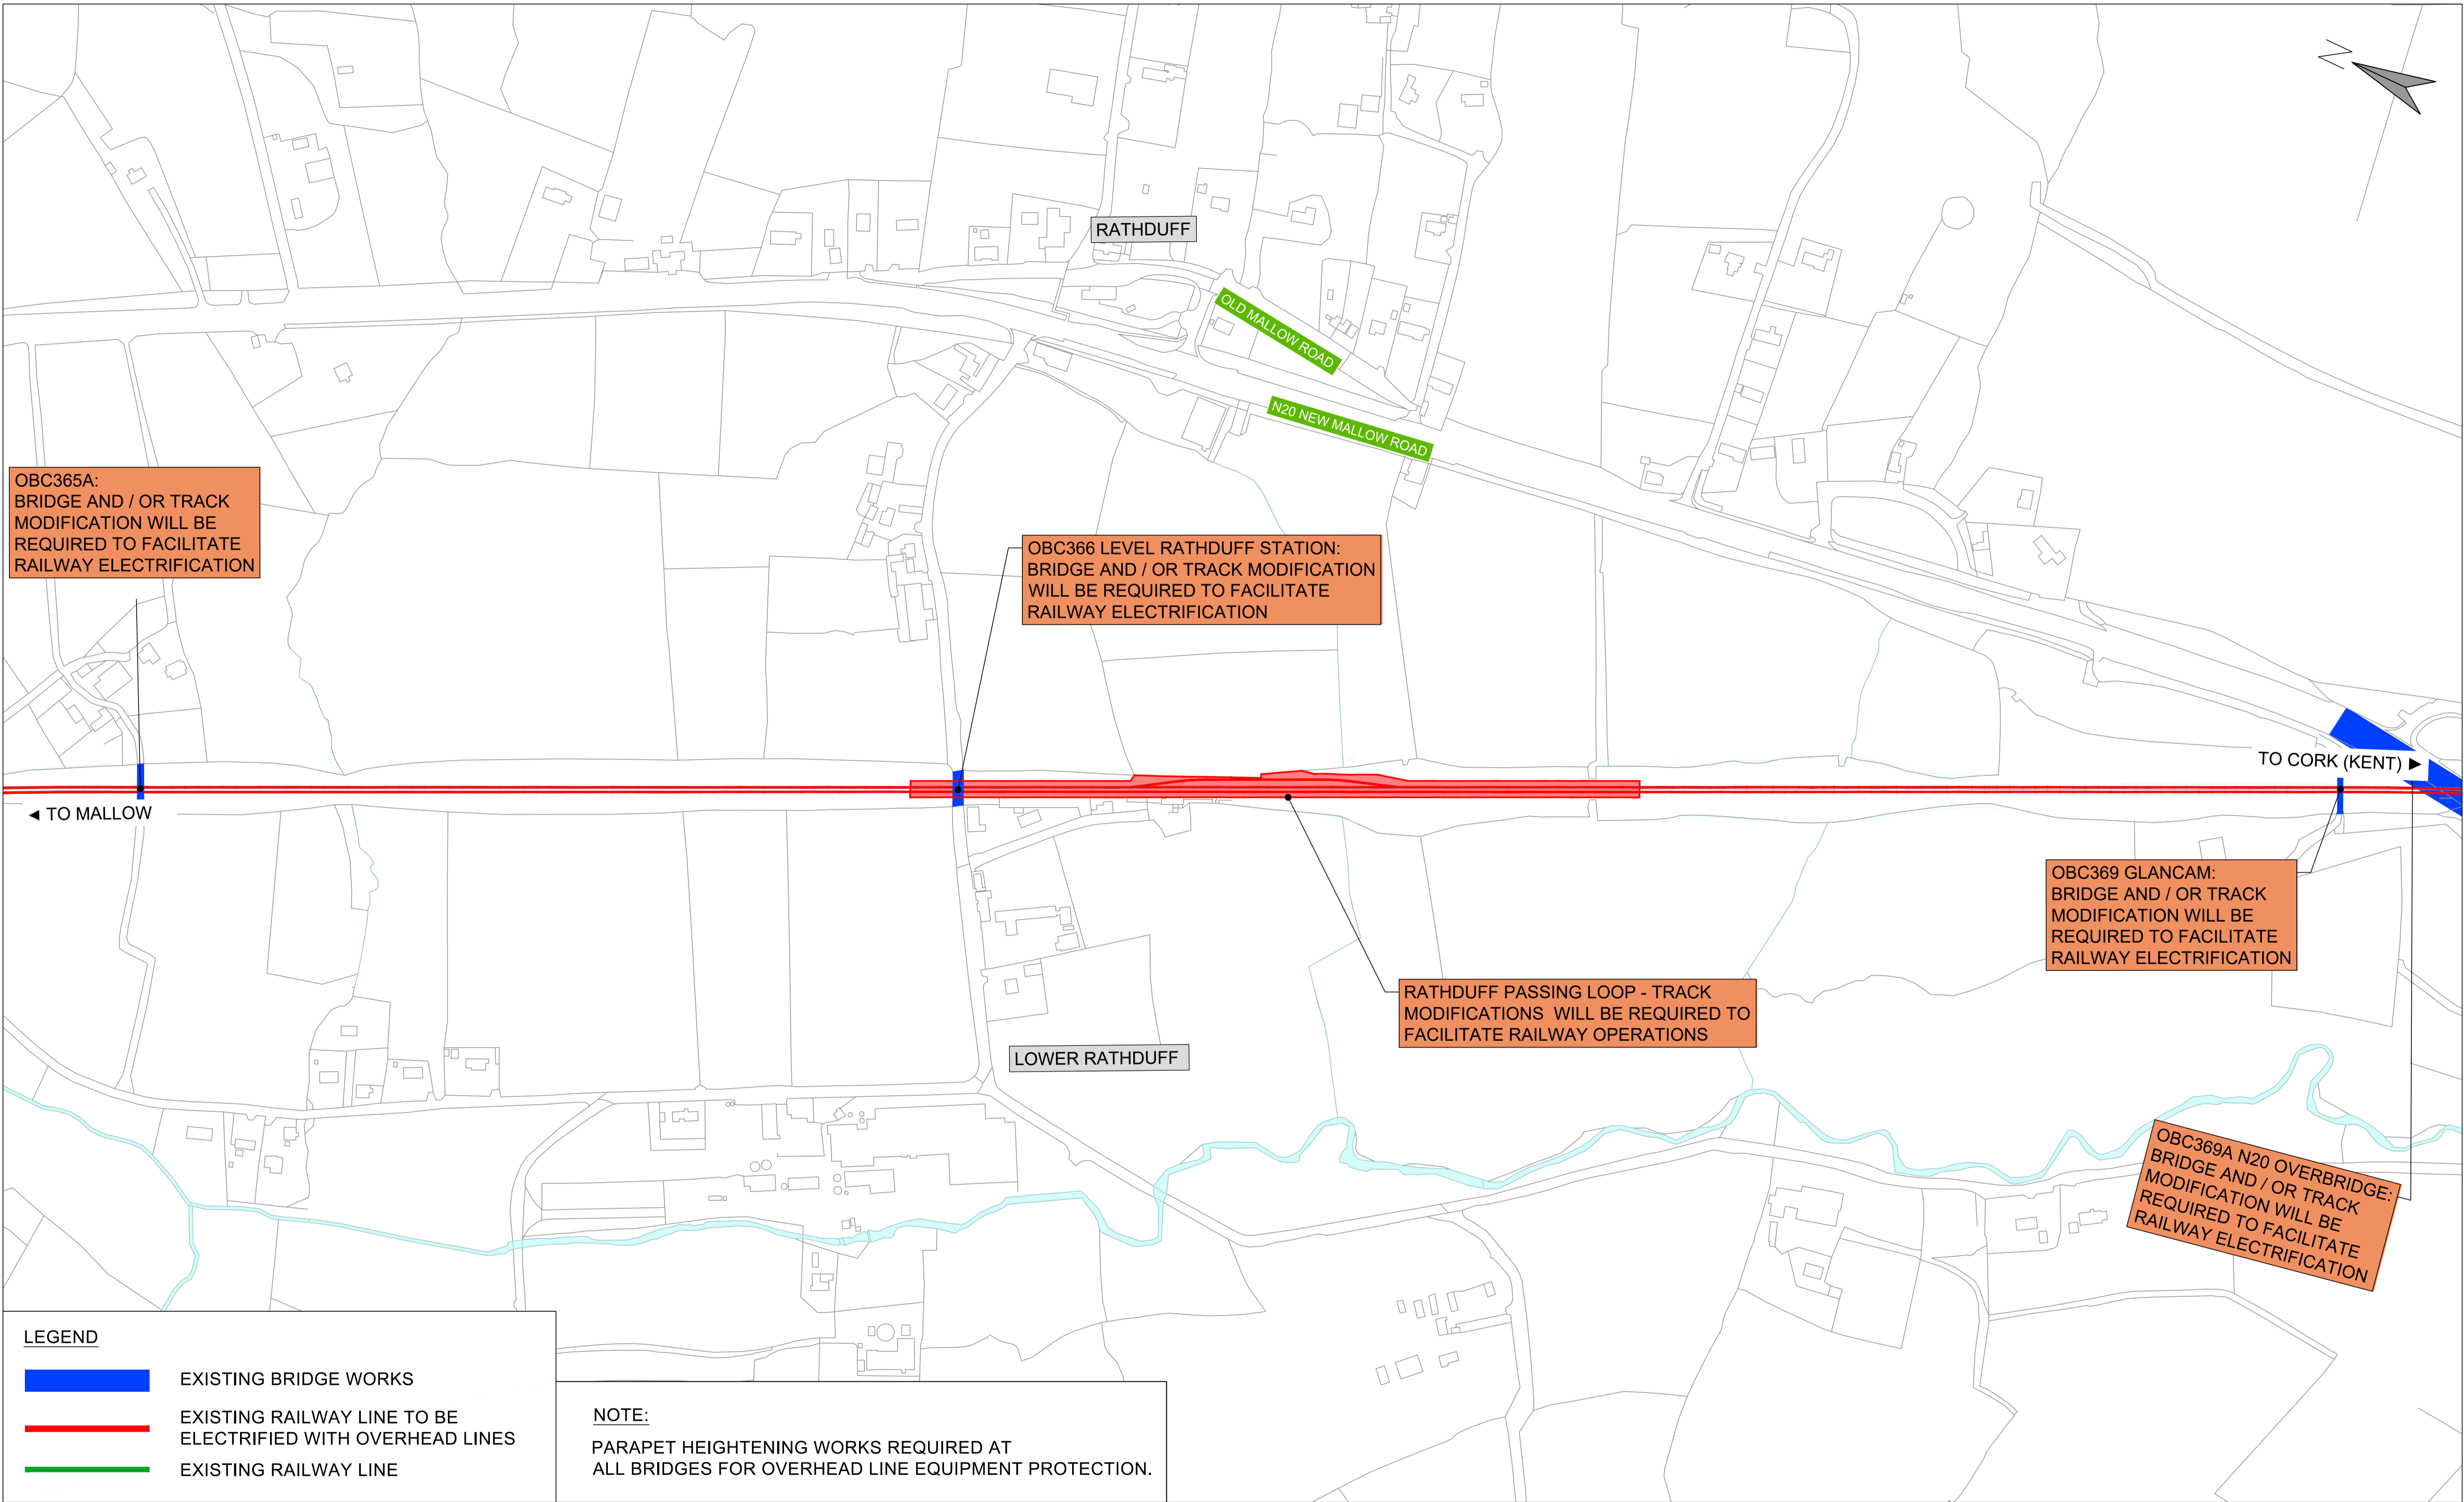 N
RATHDUFF
OLD MALLOW ROAD
N20 NEW MALLOW ROAD
OBC365A:
BRIDGE AND / OR TRACK
MODIFICATION WILL BE
REQUIRED TO FACILITATE
RAILWAY ELECTRIFICATION
OBC366 LEVEL RATHDUFF STATION:
BRIDGE AND / OR TRACK MODIFICATION
WILL BE REQUIRED TO FACILITATE
RAILWAY ELECTRIFICATION
TO CORK (KENT) ►
◄ TO MALLOW
OBC369 GLANCAM:
BRIDGE AND / OR TRACK
MODIFICATION WILL BE
REQUIRED TO FACILITATE
RAILWAY ELECTRIFICATION
RATHDUFF PASSING LOOP - TRACK
MODIFICATIONS WILL BE REQUIRED TO
FACILITATE RAILWAY OPERATIONS
LOWER RATHDUFF
OBC369A N20 OVERBRIDGE:
BRIDGE AND / OR TRACK
MODIFICATION WILL BE
REQUIRED TO FACILITATE
RAILWAY ELECTRIFICATION
LEGEND
EXISTING BRIDGE WORKS
EXISTING RAILWAY LINE TO BE
ELECTRIFIED WITH OVERHEAD LINES
EXISTING RAILWAY LINE
NOTE:
PARAPET HEIGHTENING WORKS REQUIRED AT
ALL BRIDGES FOR OVERHEAD LINE EQUIPMENT PROTECTION.